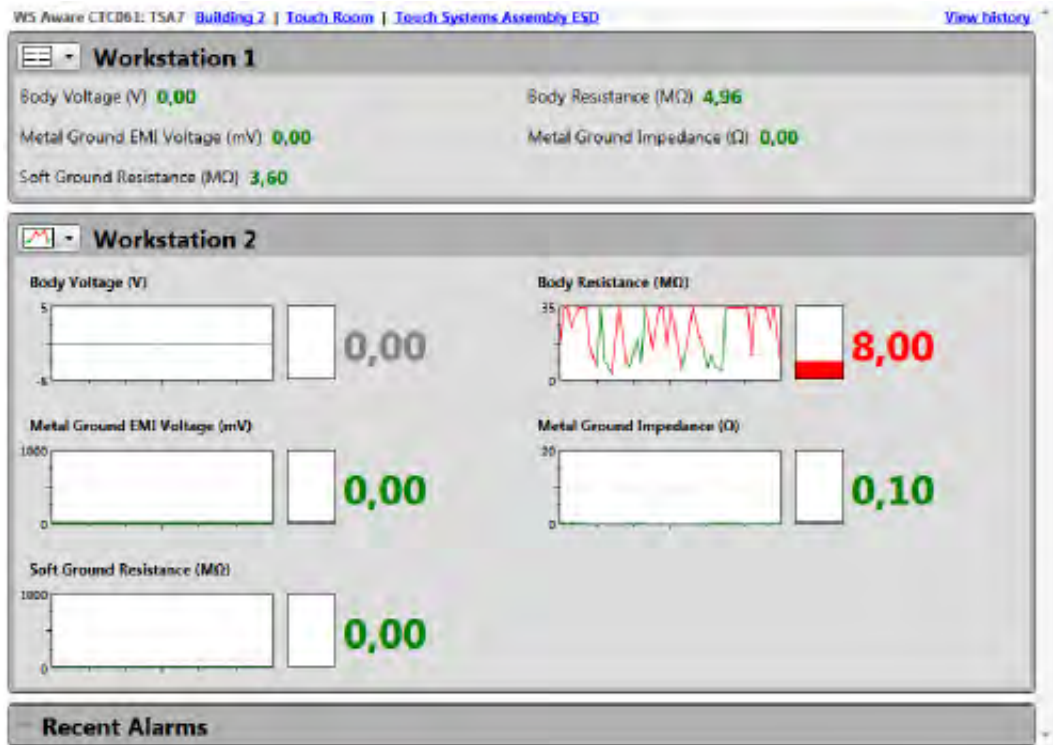 WS Aware CTC061: TSA7 Building 2 | Touch Room | Touch Systems Assembly ESD View history
Workstation 1
Body Voltage (V) 0,00 Body Resistance (MΩ) 4,96
Metal Ground EMI Voltage (mV) 0,00 Metal Ground Impedance (Ω) 0,00
Soft Ground Resistance (MΩ) 3,60
Workstation 2
Body Voltage (V) Body Resistance (MΩ)
5 35
0,00 8,00
-5 0
Metal Ground EMI Voltage (mV) Metal Ground Impedance (Ω)
1000 20
0,00 0,10
0 0
Soft Ground Resistance (MΩ)
1000
0,00
0
Recent Alarms